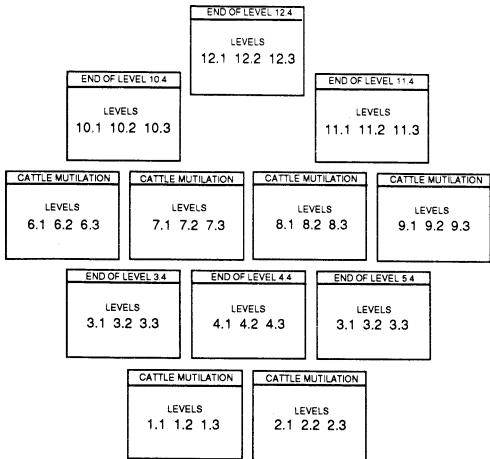 END OF LEVEL 12.4
LEVELS
12.1 12.2 12.3
END OF LEVEL 10.4
LEVELS
10.1 10.2 10.3
END OF LEVEL 11.4
LEVELS
11.1 11.2 11.3
CATTLE MUTILATION
LEVELS
6.1 6.2 6.3
CATTLE MUTILATION
LEVELS
7.1 7.2 7.3
CATTLE MUTILATION
LEVELS
8.1 8.2 8.3
CATTLE MUTILATION
LEVELS
9.1 9.2 9.3
END OF LEVEL 3.4
LEVELS
3.1 3.2 3.3
END OF LEVEL 4.4
LEVELS
4.1 4.2 4.3
END OF LEVEL 5.4
LEVELS
3.1 3.2 3.3
CATTLE MUTILATION
LEVELS
1.1 1.2 1.3
CATTLE MUTILATION
LEVELS
2.1 2.2 2.3